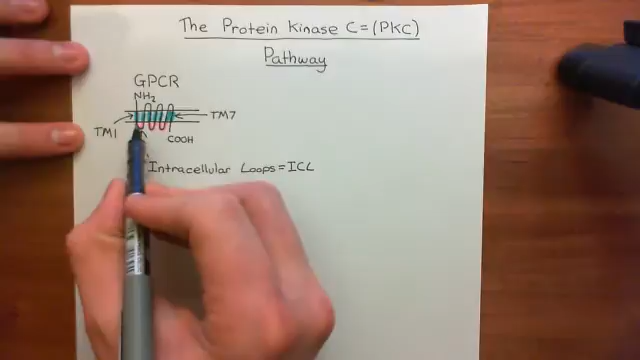 The Protein Kinase C=(PKC)
Pathway
GPCR
NH2
TM1
TM7
COOH
Intracellular Loops=ICL